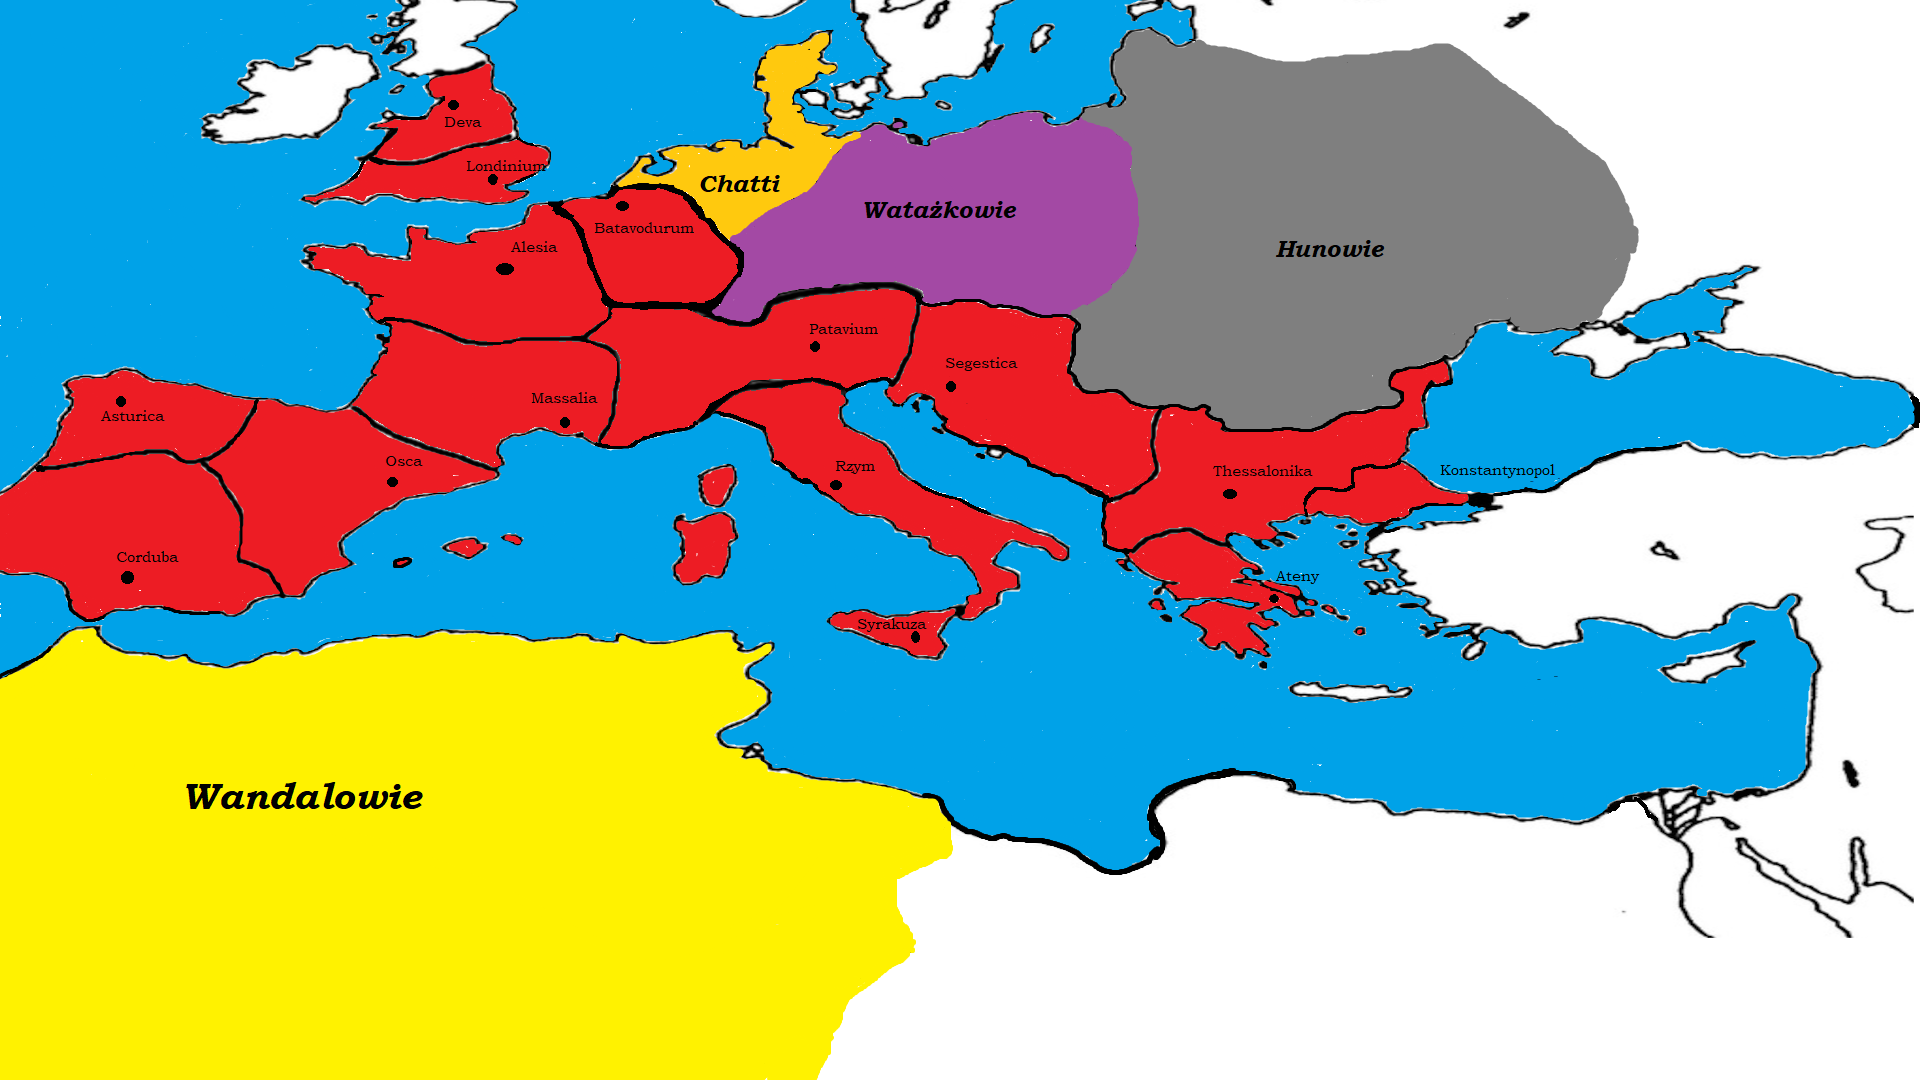 Deva
Londinium
Chatti
Watażkowie
Batavodurum
Alesia
Hunowie
Patavium
Segestica
Massalia
Asturica
Osca
Rzym
Thessalonika
Konstantynopol
Corduba
Ateny
Syrakuza
Wandalowie